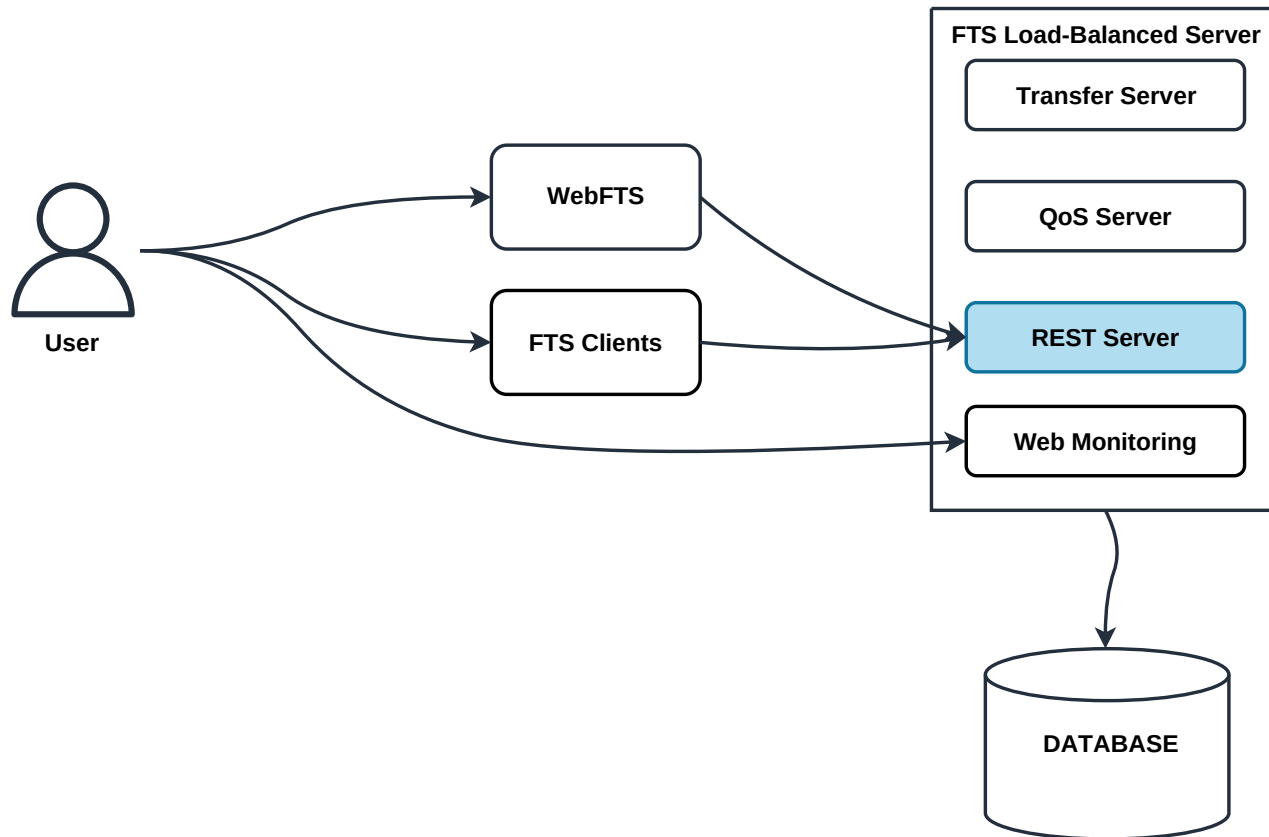 FTS Load-Balanced Server
Transfer Server
WebFTS
QoS Server
User
FTS Clients
REST Server
Web Monitoring
DATABASE